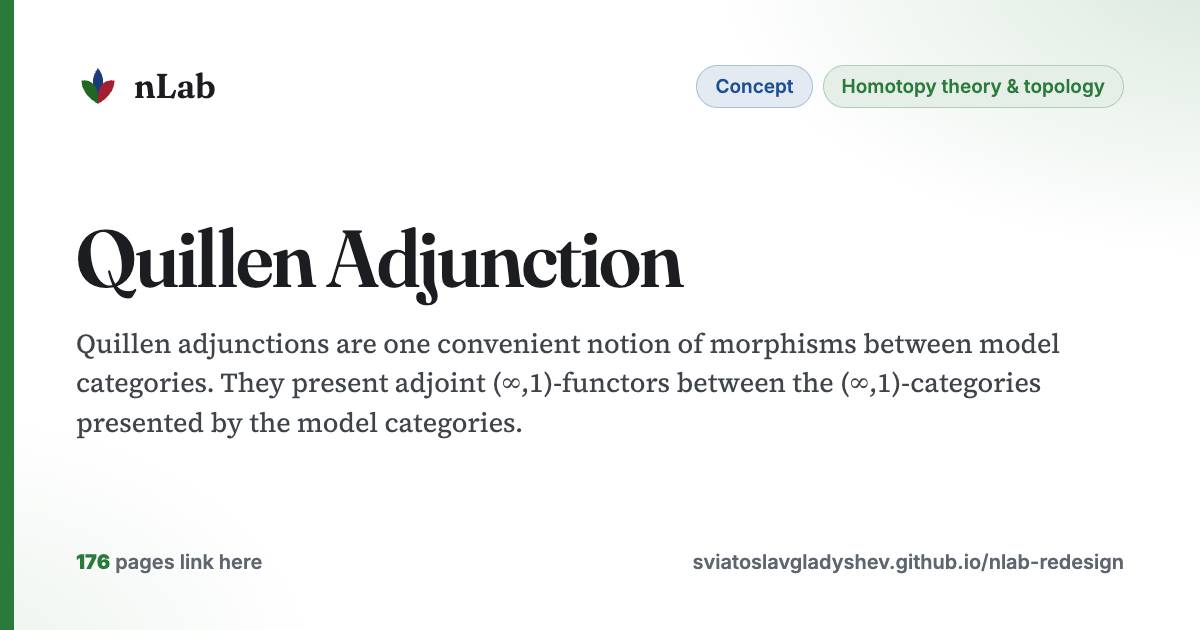 nLab
Concept
Homotopy theory & topology
Quillen Adjunction
Quillen adjunctions are one convenient notion of morphisms between model
categories. They present adjoint (∞,1)-functors between the (∞,1)-categories
presented by the model categories.
176 pages link here
sviatoslavgladyshev.github.io/nlab-redesign